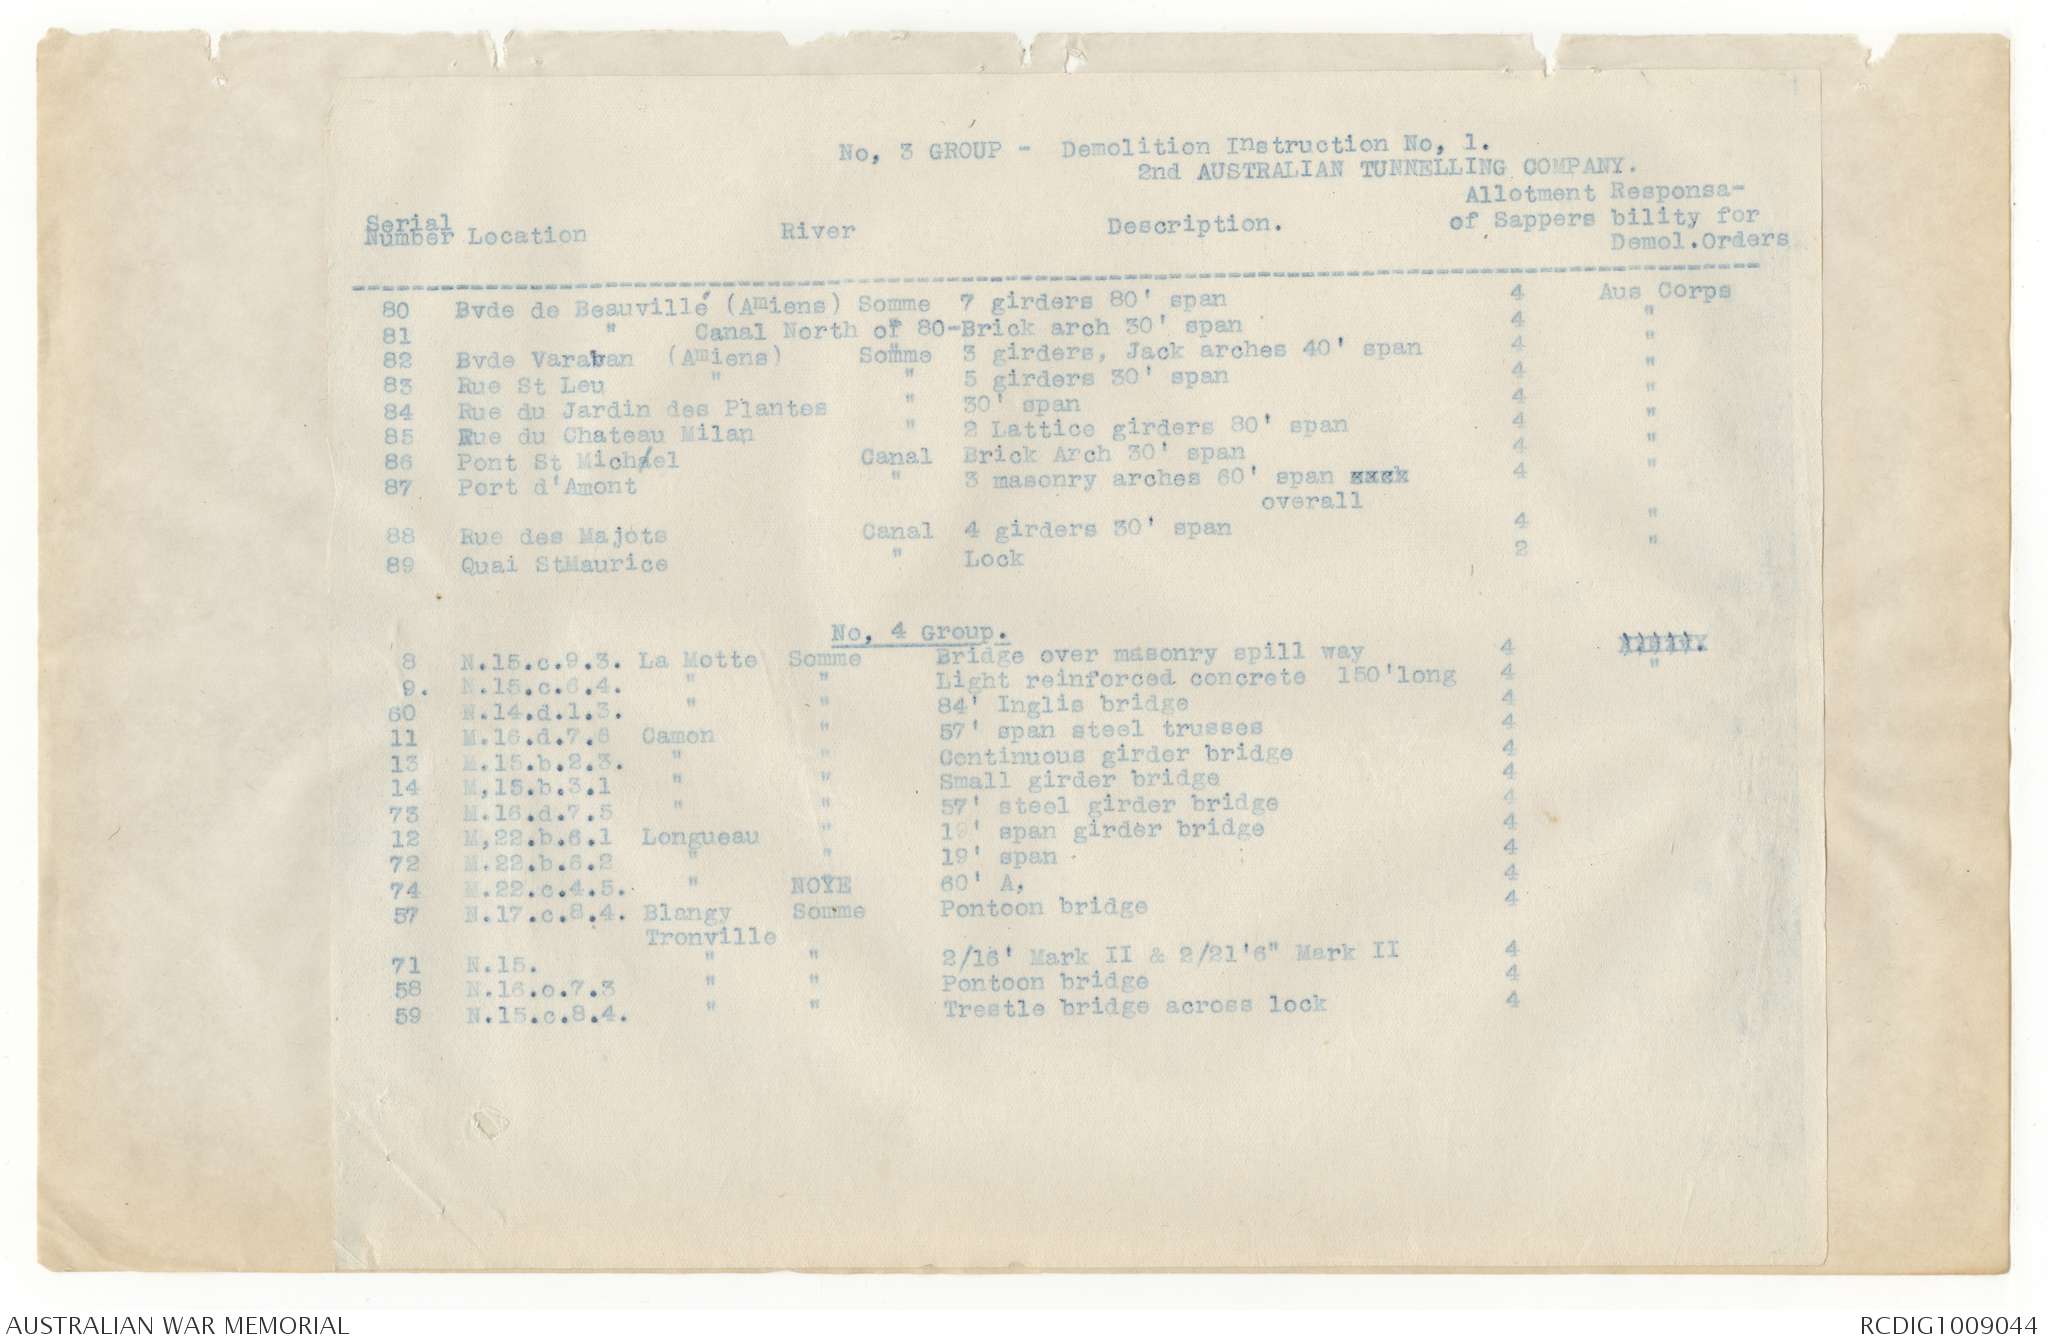 No, 3 GROUP - Demolition Instruction No, 1.
2nd AUSTRALIAN TUNNELLING COMPANY.
Allotment Responsa-
Serial of Sappers bility for
Number Location River Description. Demol.Orders
80 Bvde de Beauville (Amiens) Somme 7 girders 80' span 4 Aus Corps
81 " Canal North of 80-Brick arch 30' span 4 "
82 Bvde Varaban (Amiens) Somme 3 girders, Jack arches 40' span 4 "
83 Rue St Leu " " 5 girders 30' span 4 "
84 Rue du Jardin des Plantes " 30' span 4 "
85 Rue du Chateau Milan " 2 Lattice girders 80' span 4 "
86 Pont St Michael Canal Brick Arch 30' span 4 "
87 Port d'Amont " 3 masonry arches 60' span 4 "
overall
88 Rue des Majots Canal 4 girders 30' span 4 "
89 Quai StMaurice " Lock 2 "
No, 4 Group.
8 N.15.c.9.3. La Motte Somme Bridge over masonry spill way 4
9. N.15.c.6.4. " " Light reinforced concrete 150'long 4 "
60 N.14.d.1.3. " " 84' Inglis bridge 4
11 M.16.d.7.6 Camon " 57' span steel trusses 4
13 M.15.b.2.3. " " Continuous girder bridge 4
14 M,15.b.3.1 " " Small girder bridge 4
73 M.16.d.7.5 " " 57' steel girder bridge 4
12 M,22.b.6.1 Longueau " 19' span girder bridge 4
72 M.22.b.6.2 " " 19' span 4
74 M.22.c.4.5. " NOYE 60' A, 4
57 N.17.c.8.4. Blangy Somme Pontoon bridge 4
Tronville
71 N.15. " " 2/16' Mark II & 2/21'6" Mark II 4
58 N.16.c.7.3 " " Pontoon bridge 4
59 N.15.c.8.4. " " Trestle bridge across lock 4
AUSTRALIAN WAR MEMORIAL RCDIG1009044